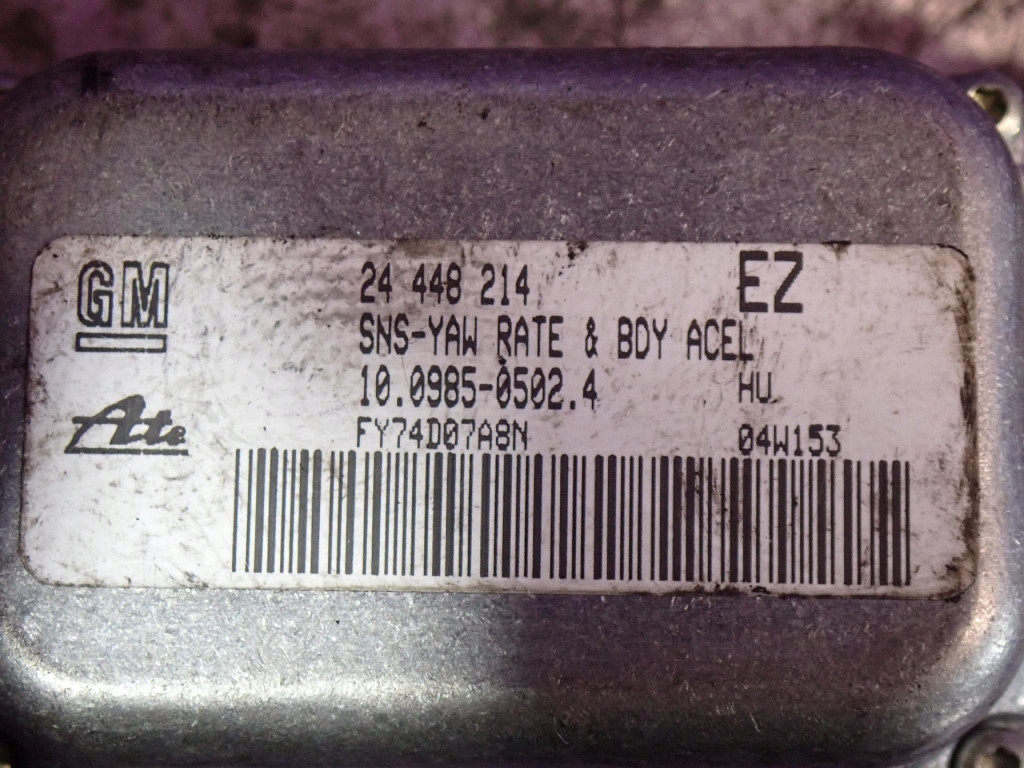 GM 24 448 214 EZ
SNS-YAW RATE & BDY ACEL
10.0985-0502.4 HU
Ate FY74D07A8N 04W153